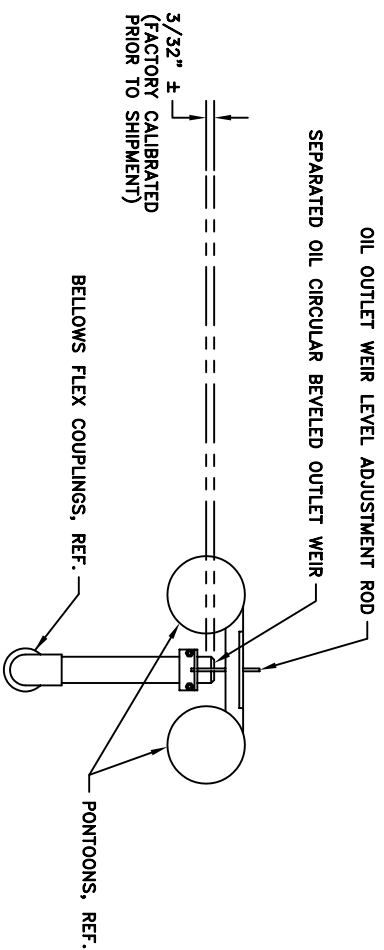 OIL OUTLET WEIR LEVEL ADJUSTMENT ROD
SEPARATED OIL CIRCULAR BEVELED OUTLET WEIR
3/32" ±
(FACTORY CALIBRATED
PRIOR TO SHIPMENT)
BELLOWS FLEX COUPLINGS, REF.
PONTOONS, REF.